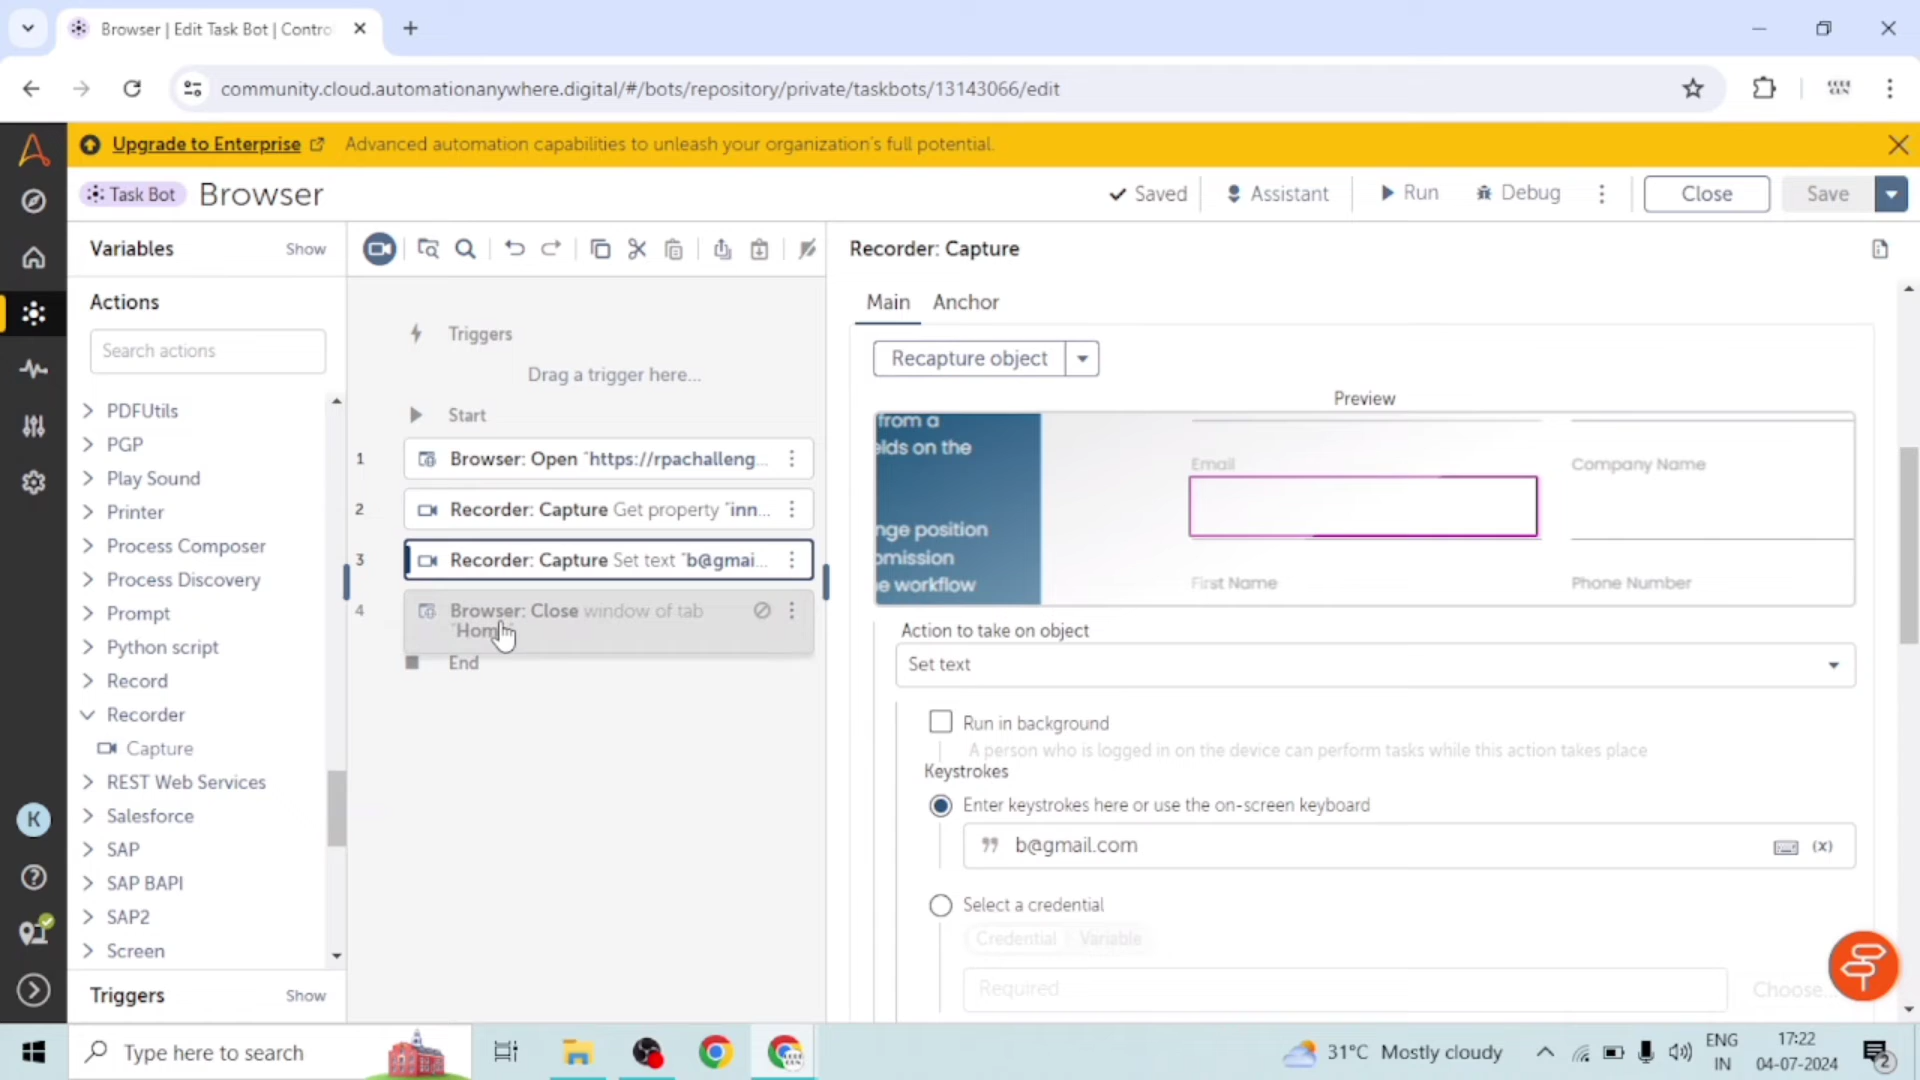 Browser | Edit Task Bot | Contro
community.cloud.automationanywhere.digital/#/bots/repository/private/taskbots/13143066/edit
Upgrade to Enterprise Advanced automation capabilities to unleash your organization's full potential.
Task Bot Browser Saved Assistant Run Debug Close Save
Variables Show
Recorder: Capture
Actions
Search actions
PDFUtils
PGP
Play Sound
Printer
Process Composer
Process Discovery
Prompt
Python script
Record
Recorder
Capture
REST Web Services
Salesforce
SAP
SAP BAPI
SAP2
Screen
Triggers Show
Triggers
Drag a trigger here...
Start
1 Browser: Open "https://rpachalleng...
2 Recorder: Capture Get property "inn...
3 Recorder: Capture Set text "b@gmai...
4 Browser: Close window of tab
End
Main Anchor
Recapture object
Preview
from a
elds on the
nge position
omission
e workflow
Email Company Name
First Name Phone Number
Action to take on object
Set text
Run in background
A person who is logged in on the device can perform tasks while this action takes place
Keystrokes
Enter keystrokes here or use the on-screen keyboard
b@gmail.com (x)
Select a credential
Credential Variable
Required Choose...
K
Type here to search
31°C Mostly cloudy
ENG
IN
17:22
04-07-2024
2